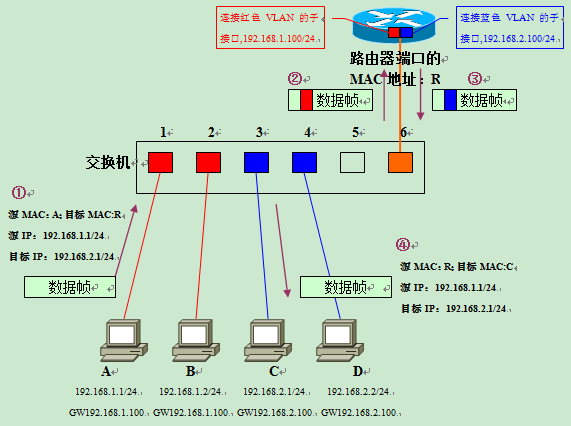 连接红色 VLAN 的子
接口,192.168.1.100/24.
连接蓝色 VLAN 的子
接口,192.168.2.100/24.
路由器端口的
MAC 地址：R
②
数据帧
③
数据帧
1 2 3 4 5 6
交换机
①
源 MAC：A；目标 MAC:R
源 IP：192.168.1.1/24.
目标 IP：192.168.2.1/24
数据帧
④
源 MAC：R；目标 MAC:C
源 IP：192.168.1.1/24.
目标 IP：192.168.2.1/24.
数据帧
A B C D
192.168.1.1/24. 192.168.1.2/24. 192.168.2.1/24. 192.168.2.2/24.
GW192.168.1.100. GW192.168.1.100. GW192.168.2.100. GW192.168.2.100.